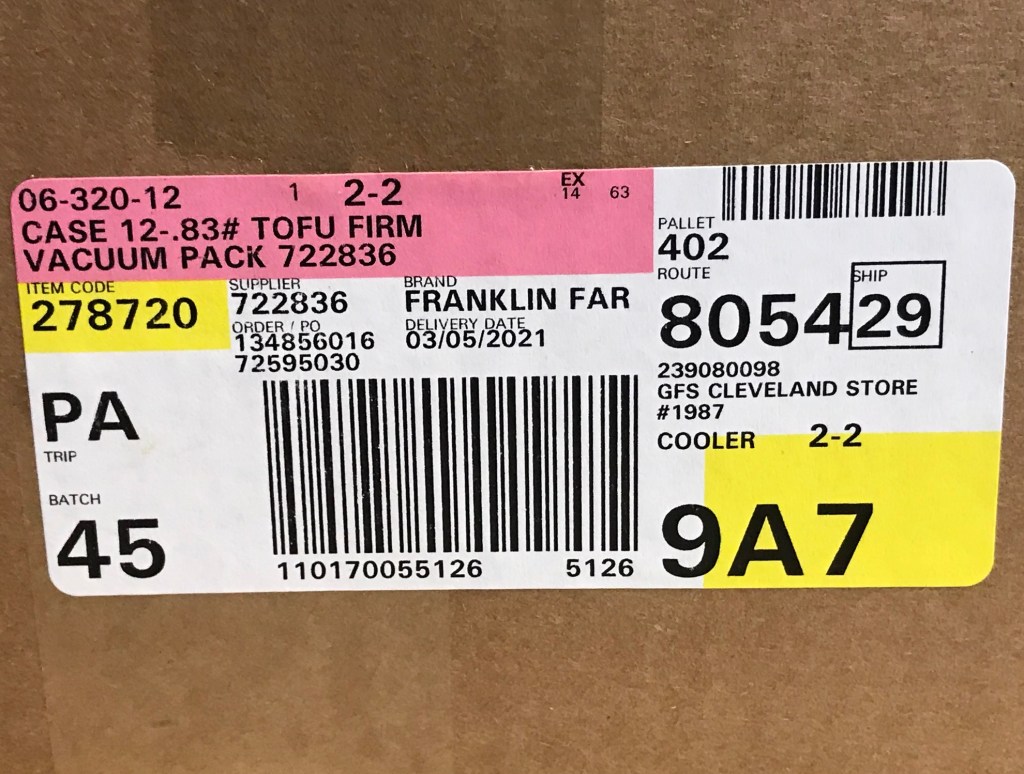 06-320-12 1 2-2 EX 14 63
CASE 12-.83# TOFU FIRM
VACUUM PACK 722836
ITEM CODE
278720
SUPPLIER
722836
ORDER / PO
134856016
72595030
BRAND
FRANKLIN FAR
DELIVERY DATE
03/05/2021
PA
TRIP
BATCH
45
110170055126 5126
PALLET
402
ROUTE
8054
SHIP
29
239080098
GFS CLEVELAND STORE
#1987
COOLER 2-2
9A7